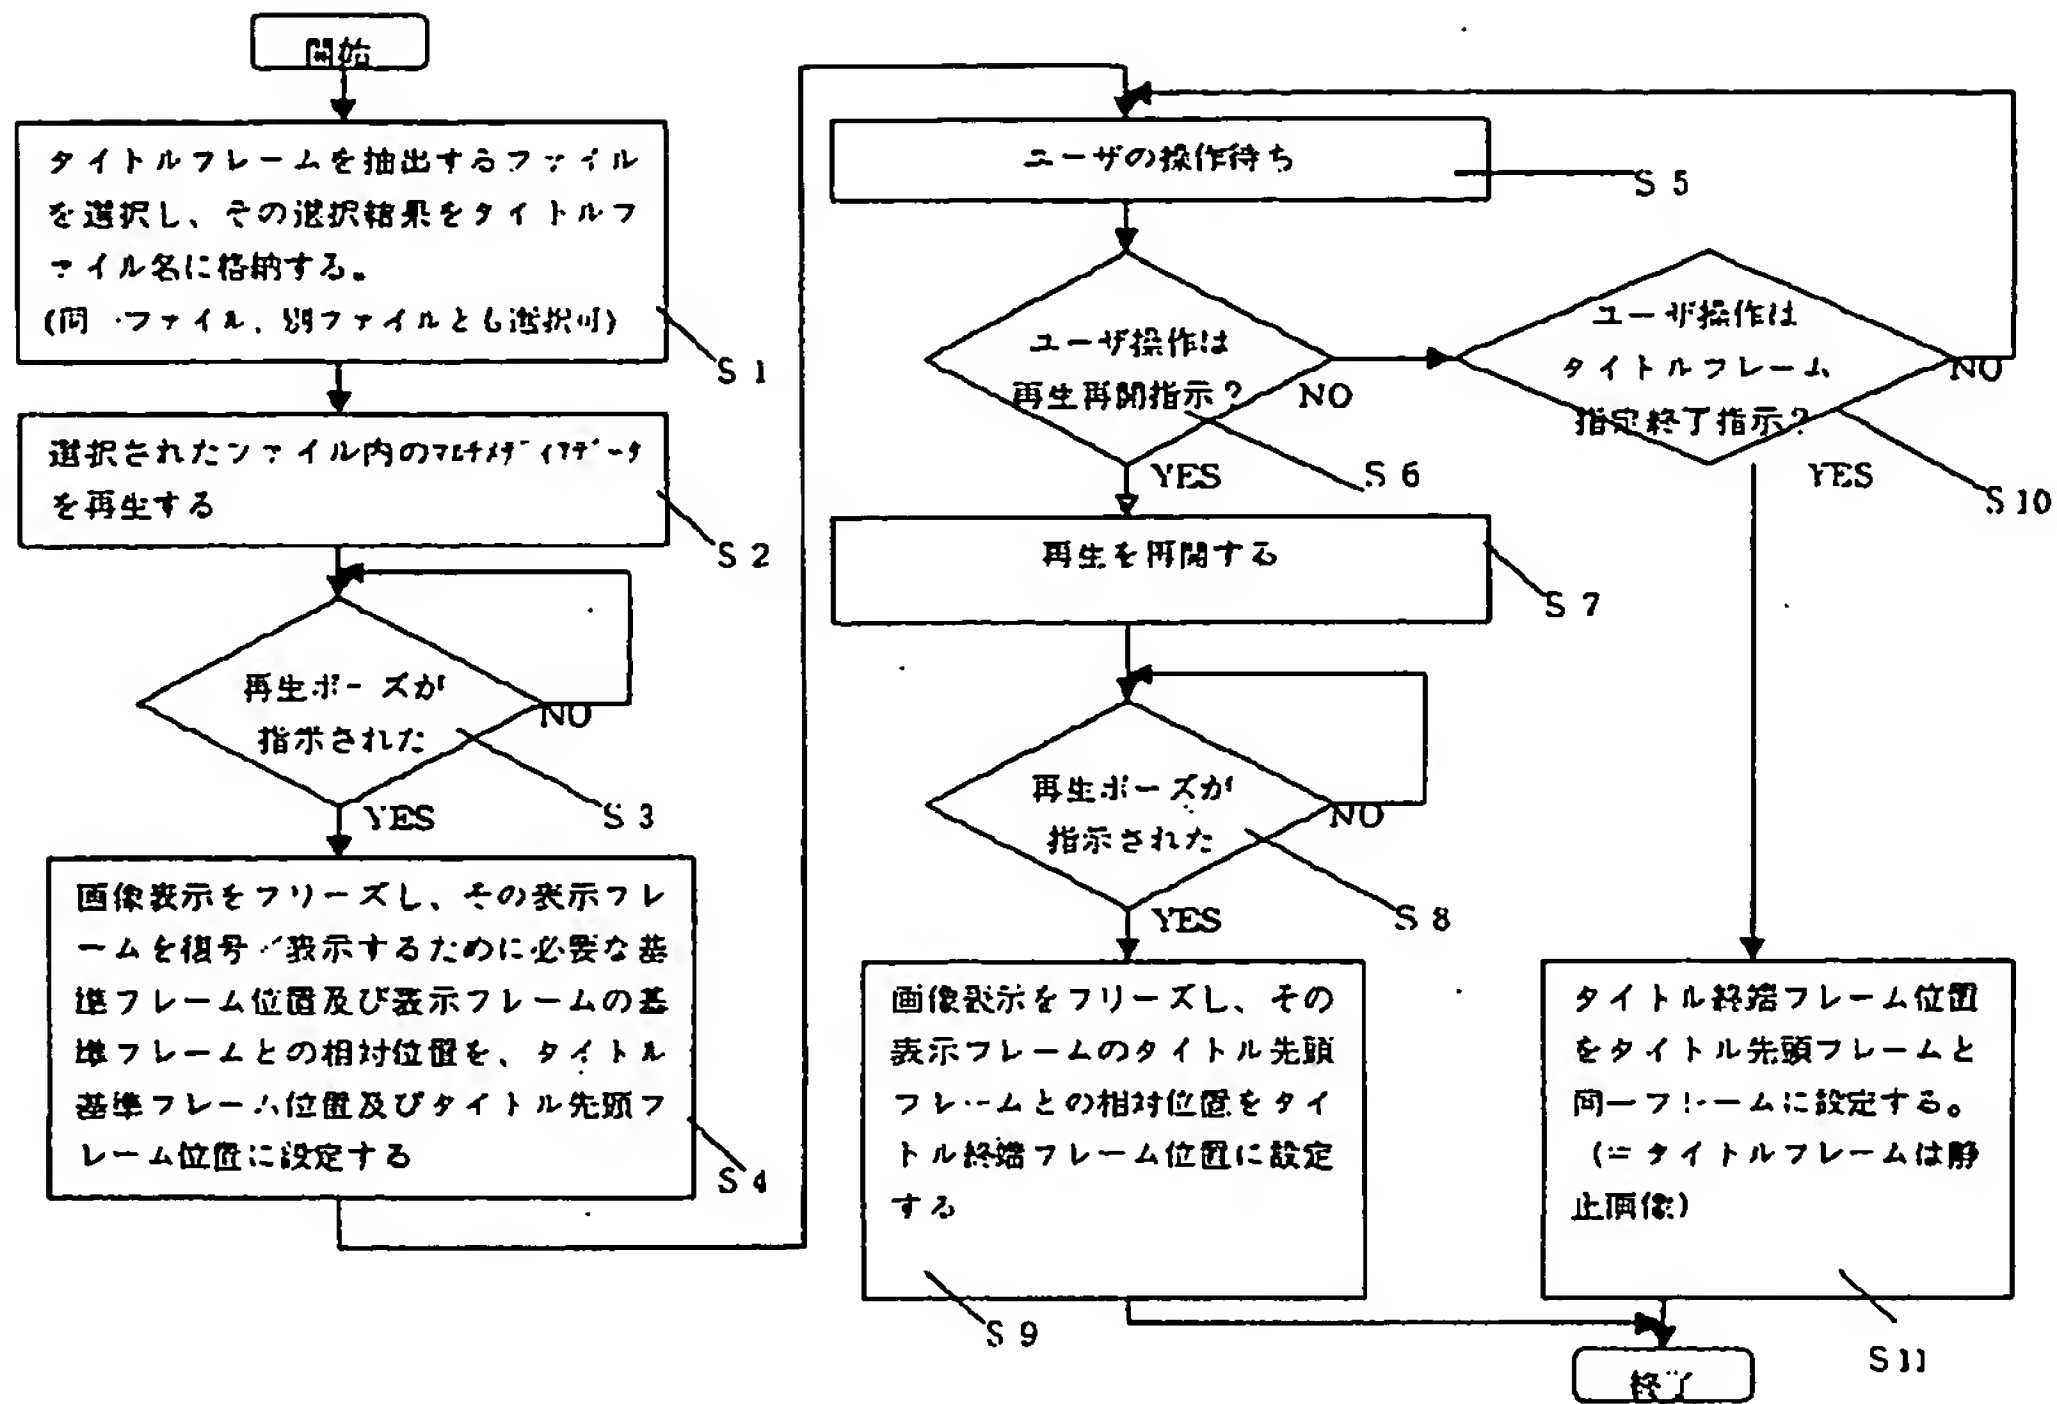 開始
タイトルフレームを抽出するファイル
を選択し、その選択結果をタイトルフ
ァイル名に格納する。
(同一ファイル、別ファイルとも選択可)
S 1
選択されたファイル内のマルチメディアデータ
を再生する
S 2
再生ポーズが
指示された
NO
YES
S 3
画像表示をフリーズし、その表示フレ
ームを復号／表示するために必要な基
準フレーム位置及び表示フレームの基
準フレームとの相対位置を、タイトル
基準フレーム位置及びタイトル先頭フ
レーム位置に設定する
S 4
ユーザの操作待ち
S 5
ユーザ操作は
再生再開指示？
NO
YES
S 6
再生を再開する
S 7
再生ポーズが
指示された
NO
YES
S 8
画像表示をフリーズし、その
表示フレームのタイトル先頭
フレームとの相対位置をタイ
トル終端フレーム位置に設定
する
S 9
ユーザ操作は
タイトルフレーム
指定終了指示？
NO
YES
S 10
タイトル終端フレーム位置
をタイトル先頭フレームと
同一フレームに設定する。
(＝タイトルフレームは静
止画像)
S 11
終了